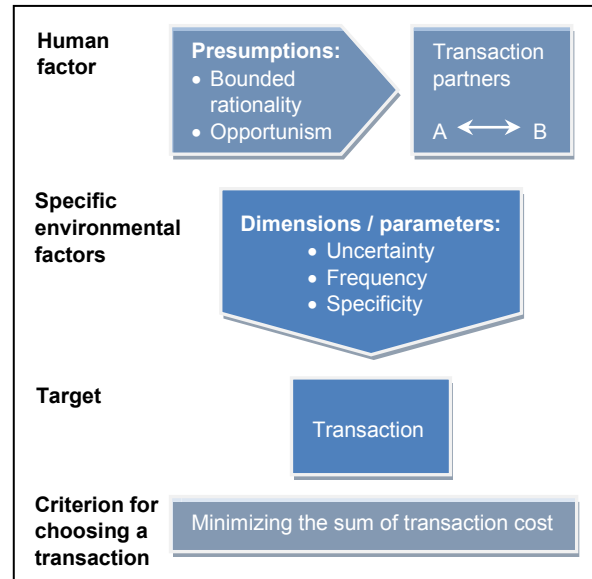 Human
factor
Presumptions:
• Bounded
rationality
• Opportunism
Transaction
partners
A ⟷ B
Specific
environmental
factors
Dimensions / parameters:
• Uncertainty
• Frequency
• Specificity
Target
Transaction
Criterion for
choosing a
transaction
Minimizing the sum of transaction cost